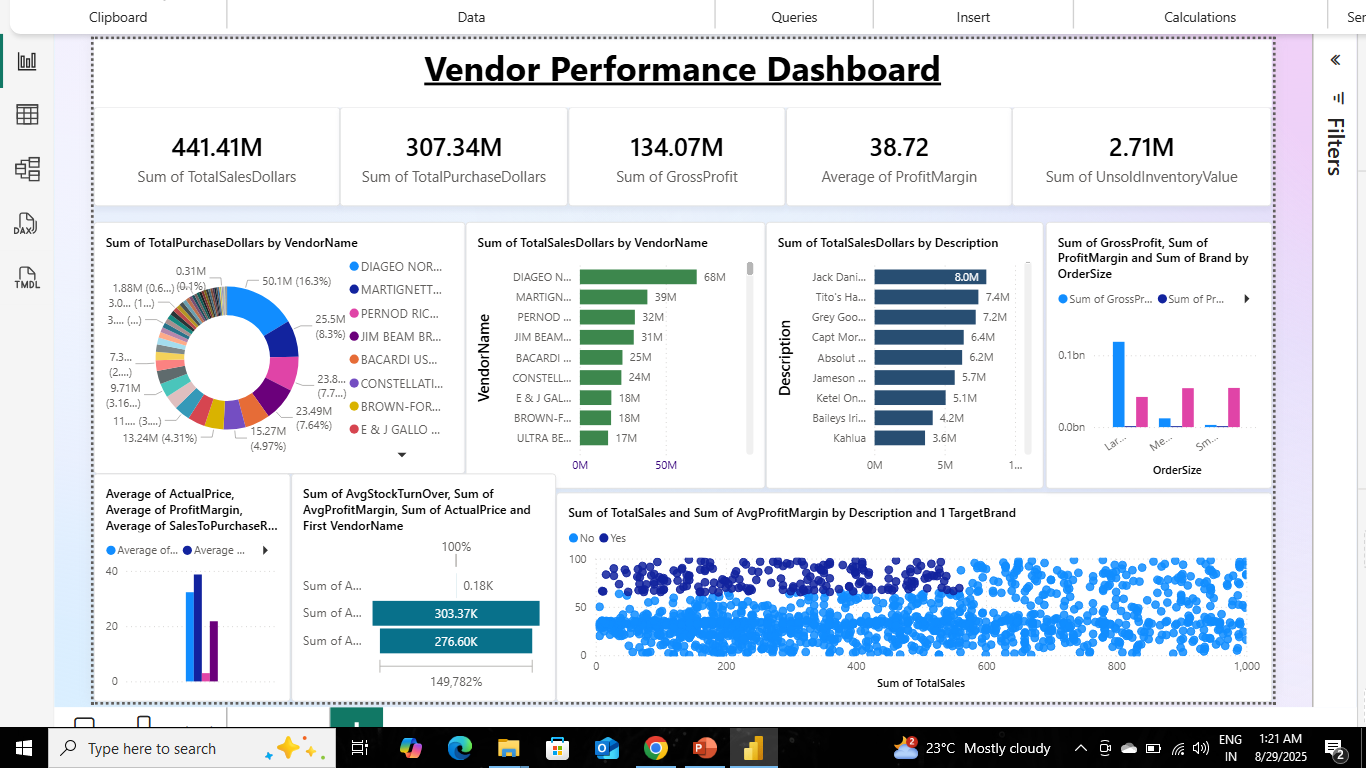 Clipboard
Data
Queries
Insert
Calculations
Ser
Vendor Performance Dashboard
441.41M
Sum of TotalSalesDollars
307.34M
Sum of TotalPurchaseDollars
134.07M
Sum of GrossProfit
38.72
Average of ProfitMargin
2.71M
Sum of UnsoldInventoryValue
Filters
DAX
TMDL
Sum of TotalPurchaseDollars by VendorName
0.31M
(0.1%)
1.88M (0.6...)
3.0... (1...)
3.... (...)
7.3...
(2....)
9.71M
(3.16...)
11.... (3....)
13.24M (4.31%)
15.27M
(4.97%)
23.49M
(7.64%)
23.8...
(7.7...)
25.5M
(8.3%)
50.1M (16.3%)
DIAGEO NOR...
MARTIGNETT...
PERNOD RIC...
JIM BEAM BR...
BACARDI US...
CONSTELLATI...
BROWN-FOR...
E & J GALLO ...
Sum of TotalSalesDollars by VendorName
VendorName
DIAGEO N... 68M
MARTIGN... 39M
PERNOD ... 32M
JIM BEAM... 31M
BACARDI ... 25M
CONSTELL... 24M
E & J GAL... 18M
BROWN-F... 18M
ULTRA BE... 17M
0M 50M
Sum of TotalSalesDollars by Description
Description
Jack Dani... 8.0M
Tito's Ha... 7.4M
Grey Goo... 7.2M
Capt Mor... 6.4M
Absolut ... 6.2M
Jameson ... 5.7M
Ketel On... 5.1M
Baileys Iri... 4.2M
Kahlua 3.6M
0M 5M 1...
Sum of GrossProfit, Sum of
ProfitMargin and Sum of Brand by
OrderSize
Sum of GrossPr... Sum of Pr...
0.1bn
0.0bn
Lar... Me... Sm...
OrderSize
Average of ActualPrice,
Average of ProfitMargin,
Average of SalesToPurchaseR...
Average of... Average ...
40
20
0
Sum of AvgStockTurnOver, Sum of
AvgProfitMargin, Sum of ActualPrice and
First VendorName
100%
Sum of A... 0.18K
Sum of A... 303.37K
Sum of A... 276.60K
149,782%
Sum of TotalSales and Sum of AvgProfitMargin by Description and 1 TargetBrand
No Yes
100
50
0
0 200 400 600 800 1,000
Sum of TotalSales
Type here to search
2
23°C Mostly cloudy
ENG
IN
1:21 AM
8/29/2025
2